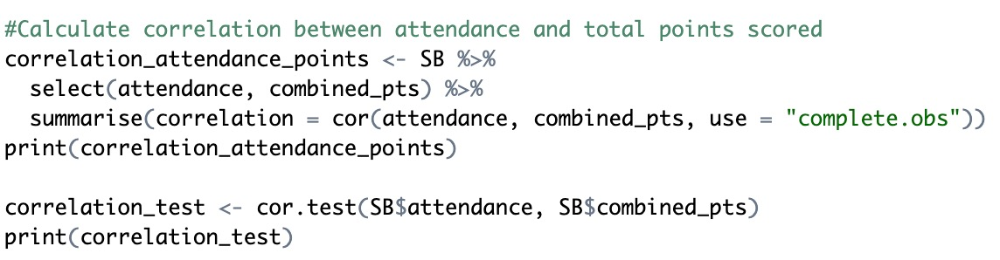 #Calculate correlation between attendance and total points scored
correlation_attendance_points <- SB %>%
  select(attendance, combined_pts) %>%
  summarise(correlation = cor(attendance, combined_pts, use = "complete.obs"))
print(correlation_attendance_points)

correlation_test <- cor.test(SB$attendance, SB$combined_pts)
print(correlation_test)